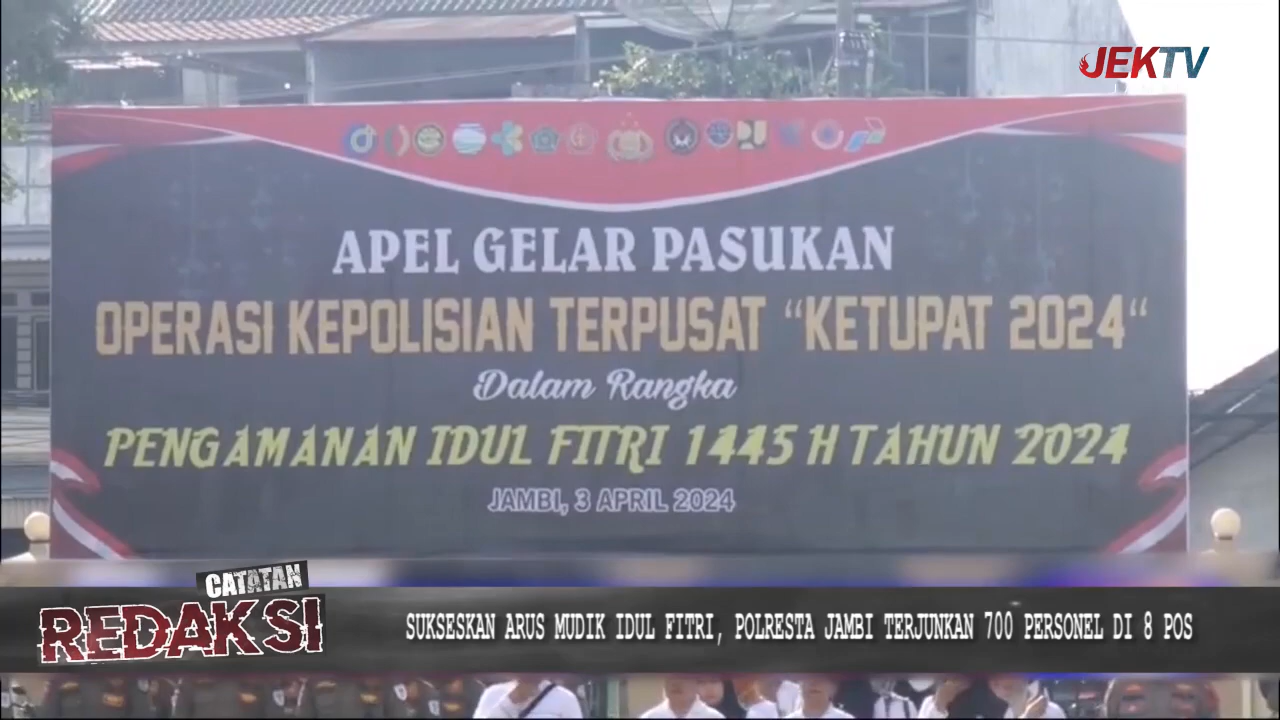 JEKTV
APEL GELAR PASUKAN
OPERASI KEPOLISIAN TERPUSAT “KETUPAT 2024“
Dalam Rangka
PENGAMANAN IDUL FITRI 1445 H TAHUN 2024
JAMBI, 3 APRIL 2024
CATATAN
REDAKSI
SUKSESKAN ARUS MUDIK IDUL FITRI, POLRESTA JAMBI TERJUNKAN 700 PERSONEL DI 8 POS